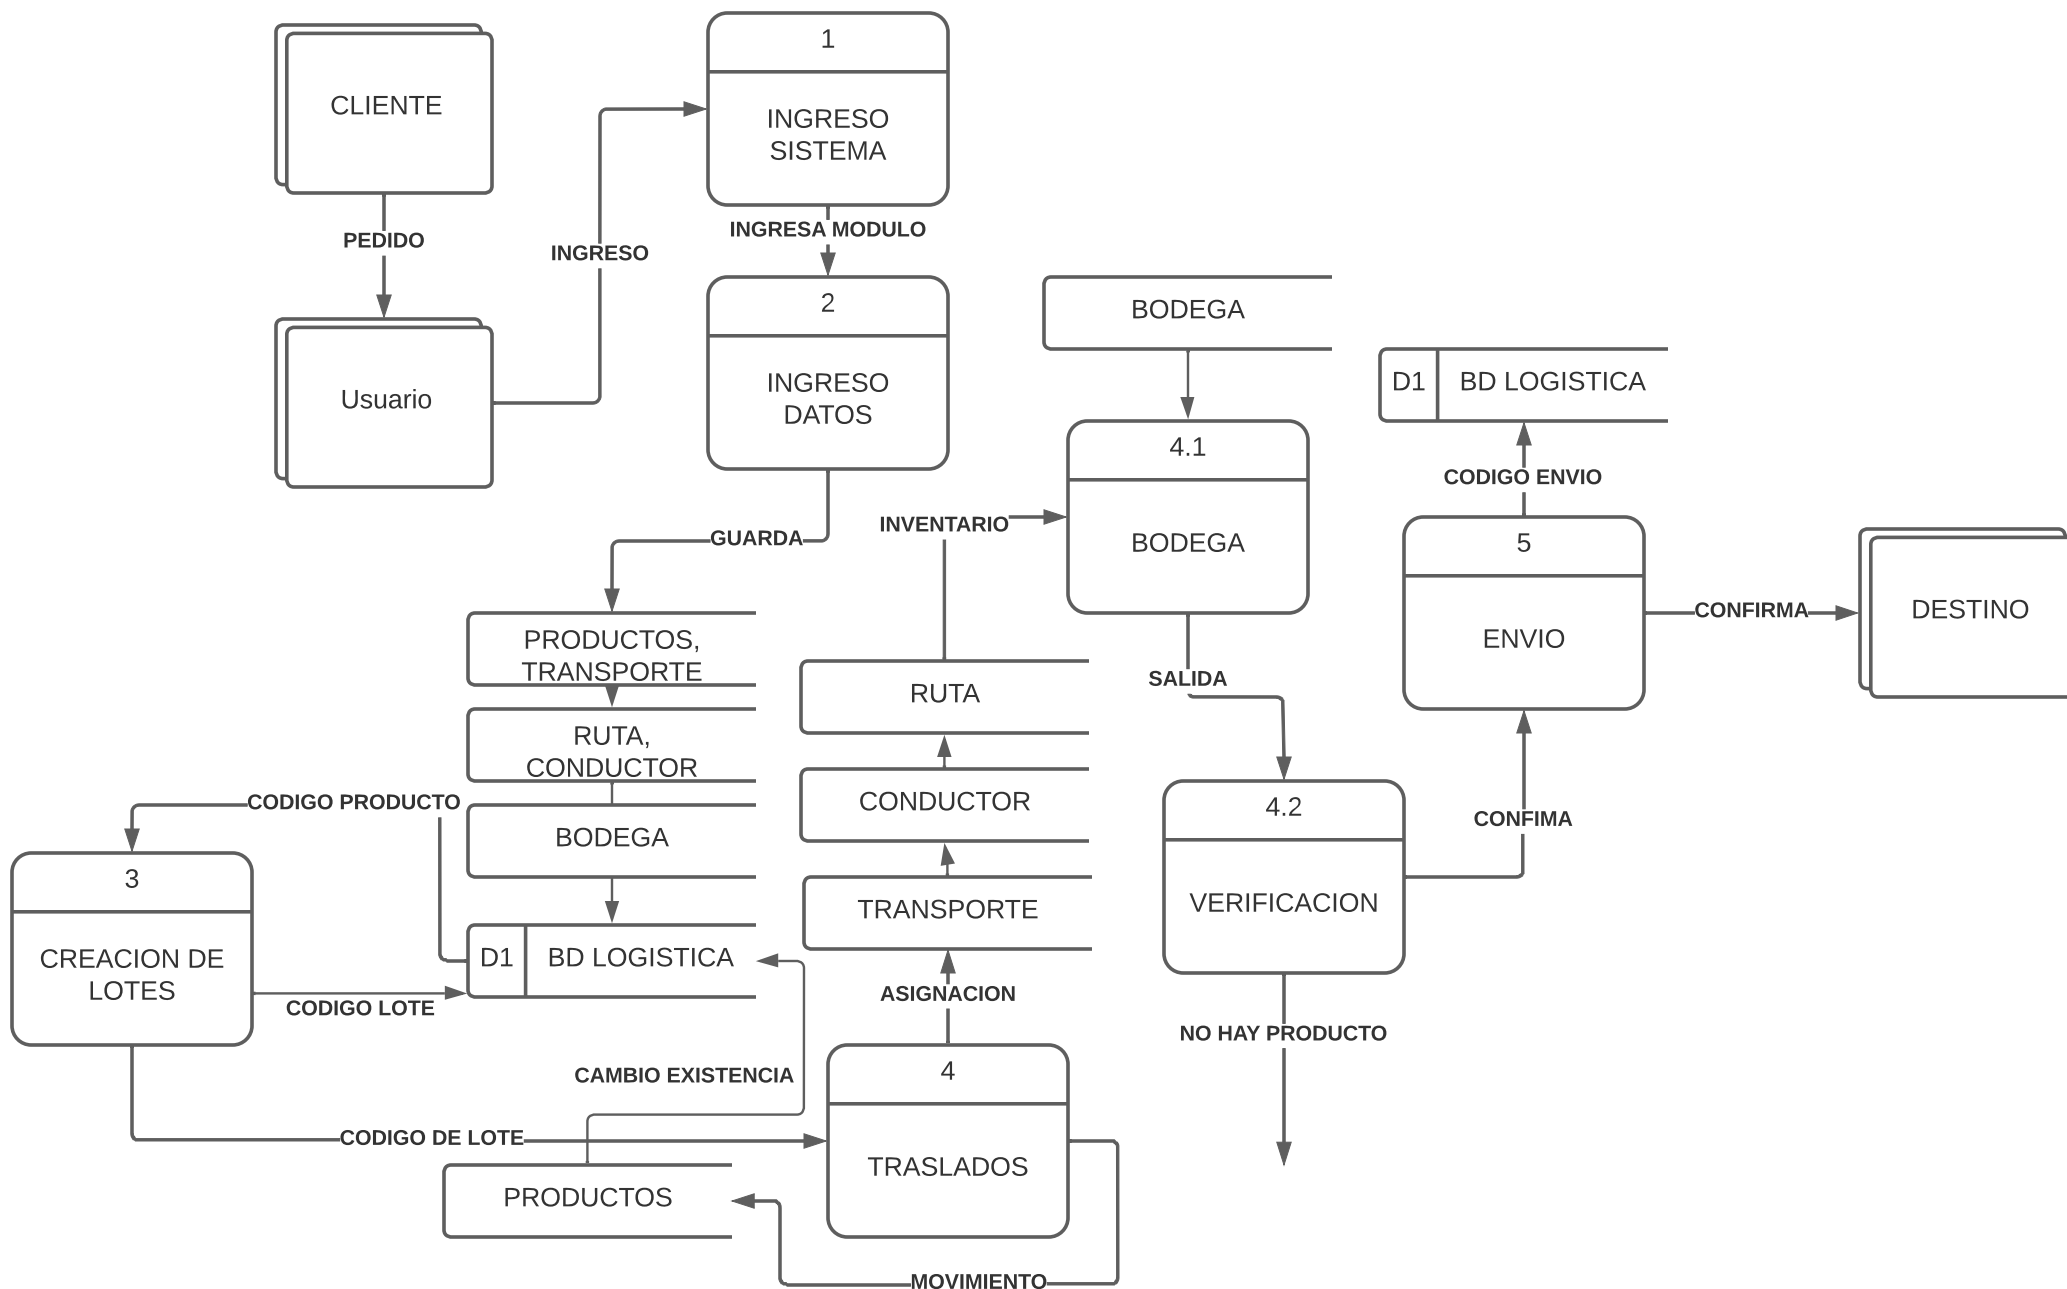 CLIENTE
PEDIDO
Usuario
INGRESO
1
INGRESO
SISTEMA
INGRESA MODULO
2
INGRESO
DATOS
GUARDA
PRODUCTOS,
TRANSPORTE
RUTA,
CONDUCTOR
BODEGA
D1
BD LOGISTICA
CODIGO PRODUCTO
3
CREACION DE
LOTES
CODIGO LOTE
CODIGO DE LOTE
CAMBIO EXISTENCIA
PRODUCTOS
4
TRASLADOS
MOVIMIENTO
ASIGNACION
TRANSPORTE
CONDUCTOR
RUTA
INVENTARIO
BODEGA
4.1
BODEGA
SALIDA
4.2
VERIFICACION
NO HAY PRODUCTO
CONFIMA
5
ENVIO
CODIGO ENVIO
D1
BD LOGISTICA
CONFIRMA
DESTINO